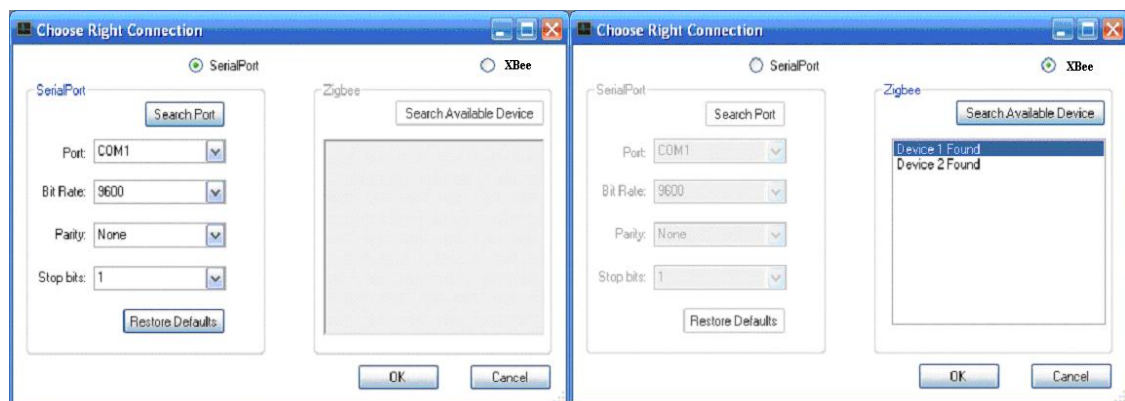 Choose Right Connection
SerialPort XBee
SerialPort
Search Port
Port: COM1
Bit Rate: 9600
Parity: None
Stop bits: 1
Restore Defaults
Zigbee
Search Available Device
OK Cancel
Choose Right Connection
SerialPort XBee
SerialPort
Search Port
Port: COM1
Bit Rate: 9600
Parity: None
Stop bits: 1
Restore Defaults
Zigbee
Search Available Device
Device 1 Found
Device 2 Found
OK Cancel